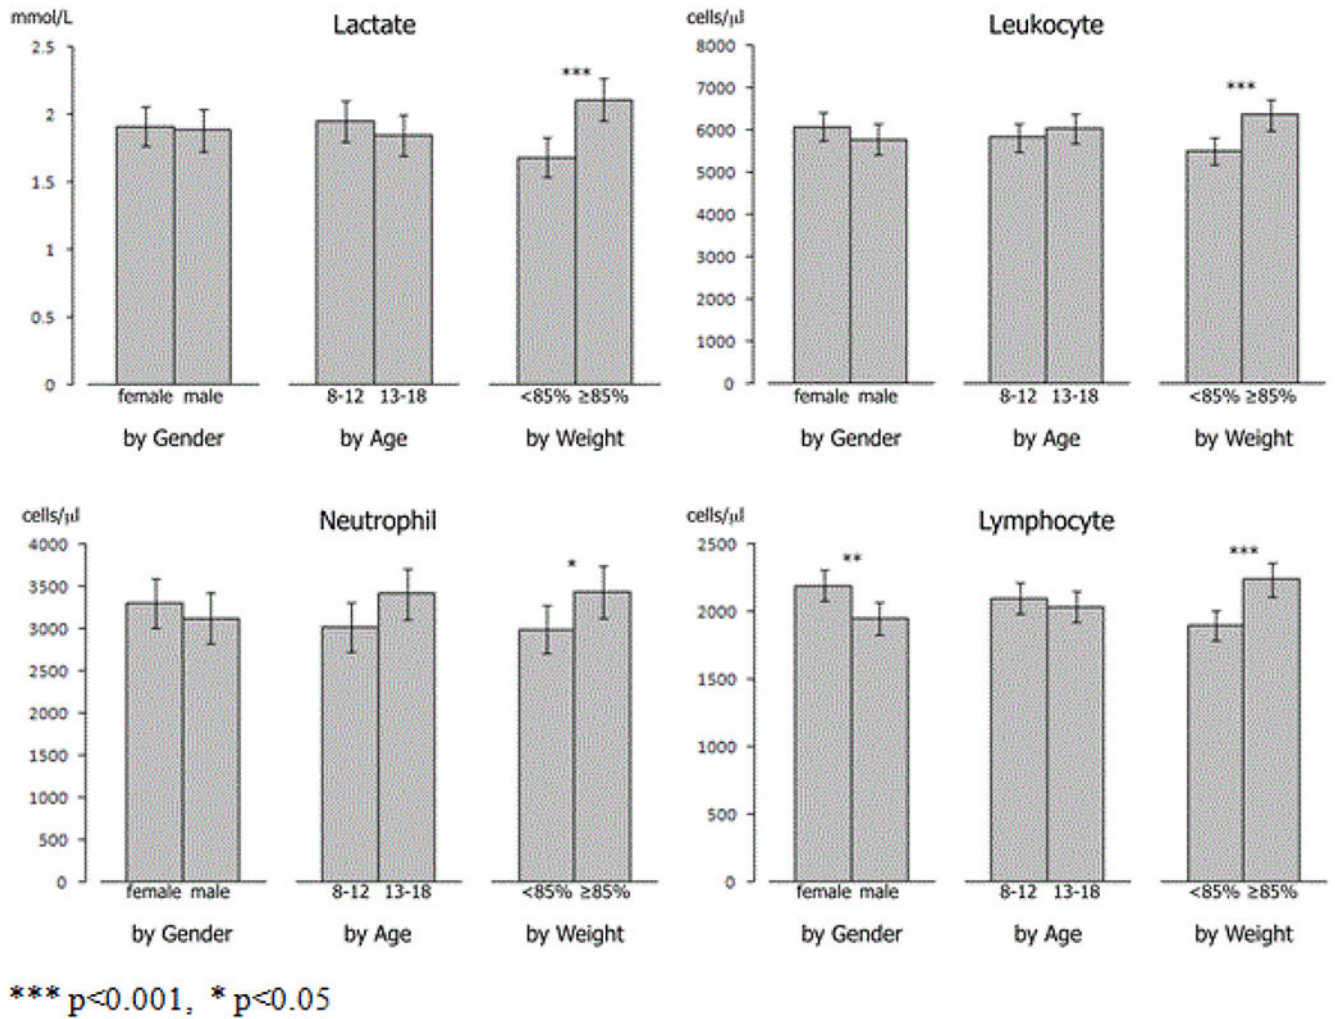 mmol/L
Lactate
2.5
2
1.5
1
0.5
0
***
female male
8-12 13-18
<85% ≥85%
by Gender
by Age
by Weight
cells/µl
Leukocyte
8000
7000
6000
5000
4000
3000
2000
1000
0
***
female male
8-12 13-18
<85% ≥85%
by Gender
by Age
by Weight
cells/µl
Neutrophil
4000
3500
3000
2500
2000
1500
1000
500
0
*
female male
8-12 13-18
<85% ≥85%
by Gender
by Age
by Weight
cells/µl
Lymphocyte
2500
2000
1500
1000
500
0
**
***
female male
8-12 13-18
<85% ≥85%
by Gender
by Age
by Weight
*** p<0.001, * p<0.05